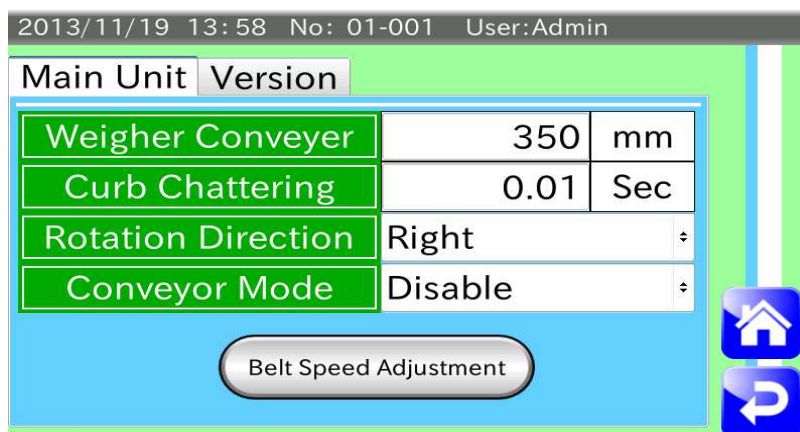 2013/11/19 13:58 No: 01-001 User:Admin
Main Unit Version
Weigher Conveyer 350 mm
Curb Chattering 0.01 Sec
Rotation Direction Right
Conveyor Mode Disable
Belt Speed Adjustment